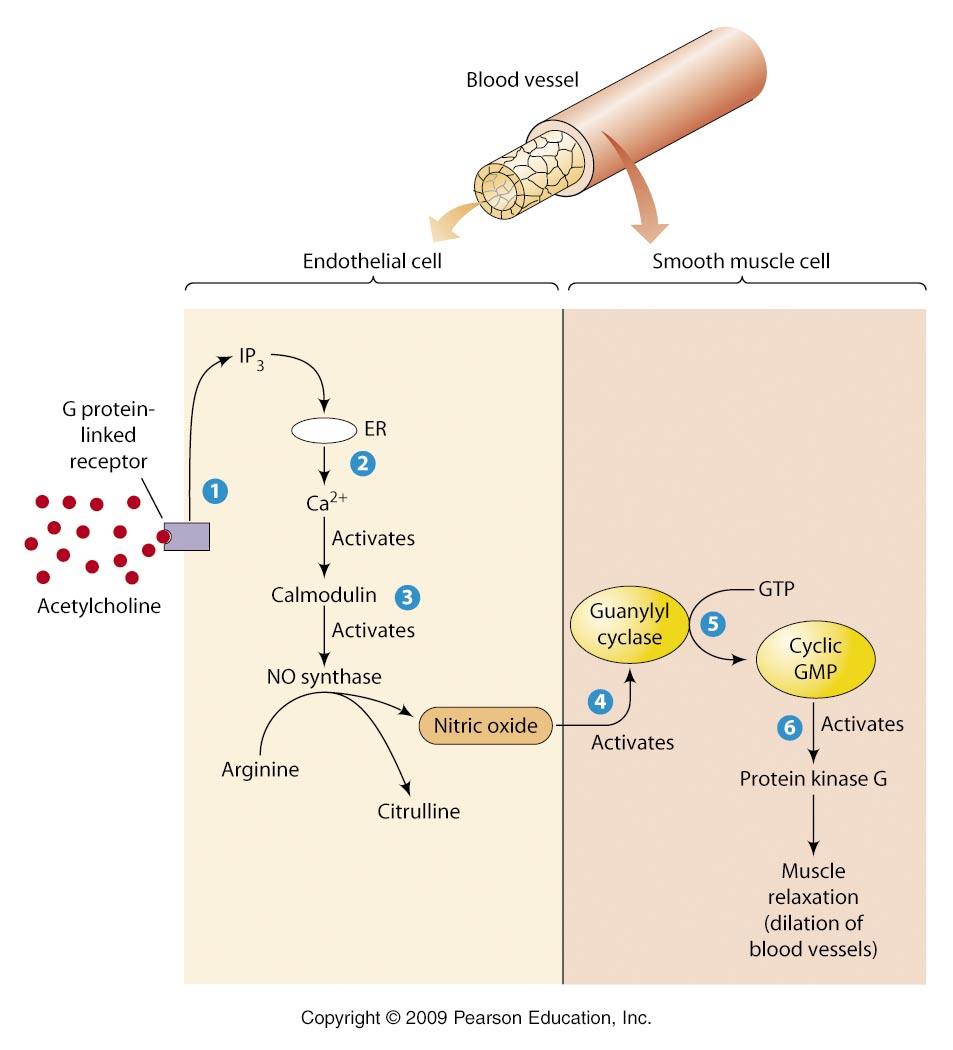 Blood vessel
Endothelial cell
Smooth muscle cell
IP3
G protein-
linked
receptor
ER
2
1
Ca2+
Activates
Acetylcholine
Calmodulin
3
Activates
NO synthase
GTP
Guanylyl
cyclase
5
Cyclic
GMP
4
Nitric oxide
Activates
6
Activates
Arginine
Citrulline
Protein kinase G
Muscle
relaxation
(dilation of
blood vessels)
Copyright © 2009 Pearson Education, Inc.